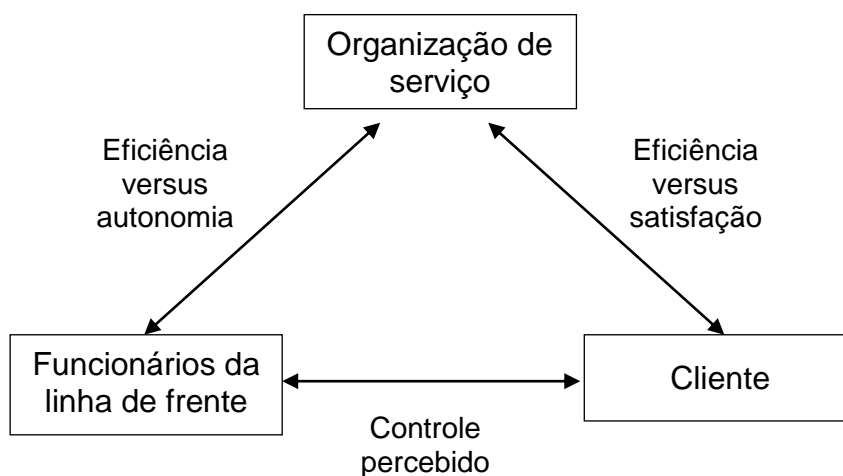 Organização de
serviço
Eficiência
versus
autonomia
Eficiência
versus
satisfação
Funcionários da
linha de frente
Cliente
Controle
percebido